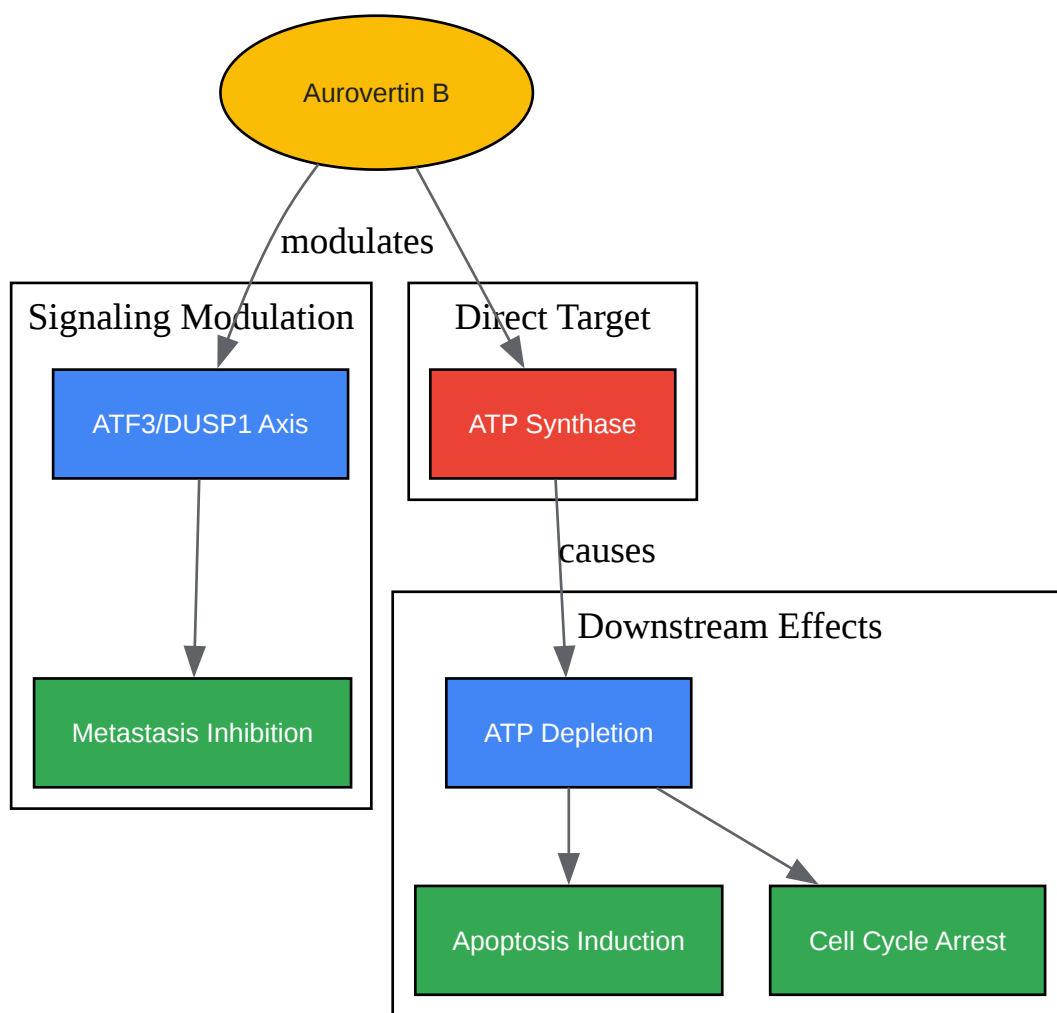 Aurovertin B
modulates
Signaling Modulation
Direct Target
ATF3/DUSP1 Axis
ATP Synthase
causes
Downstream Effects
Metastasis Inhibition
ATP Depletion
Apoptosis Induction
Cell Cycle Arrest